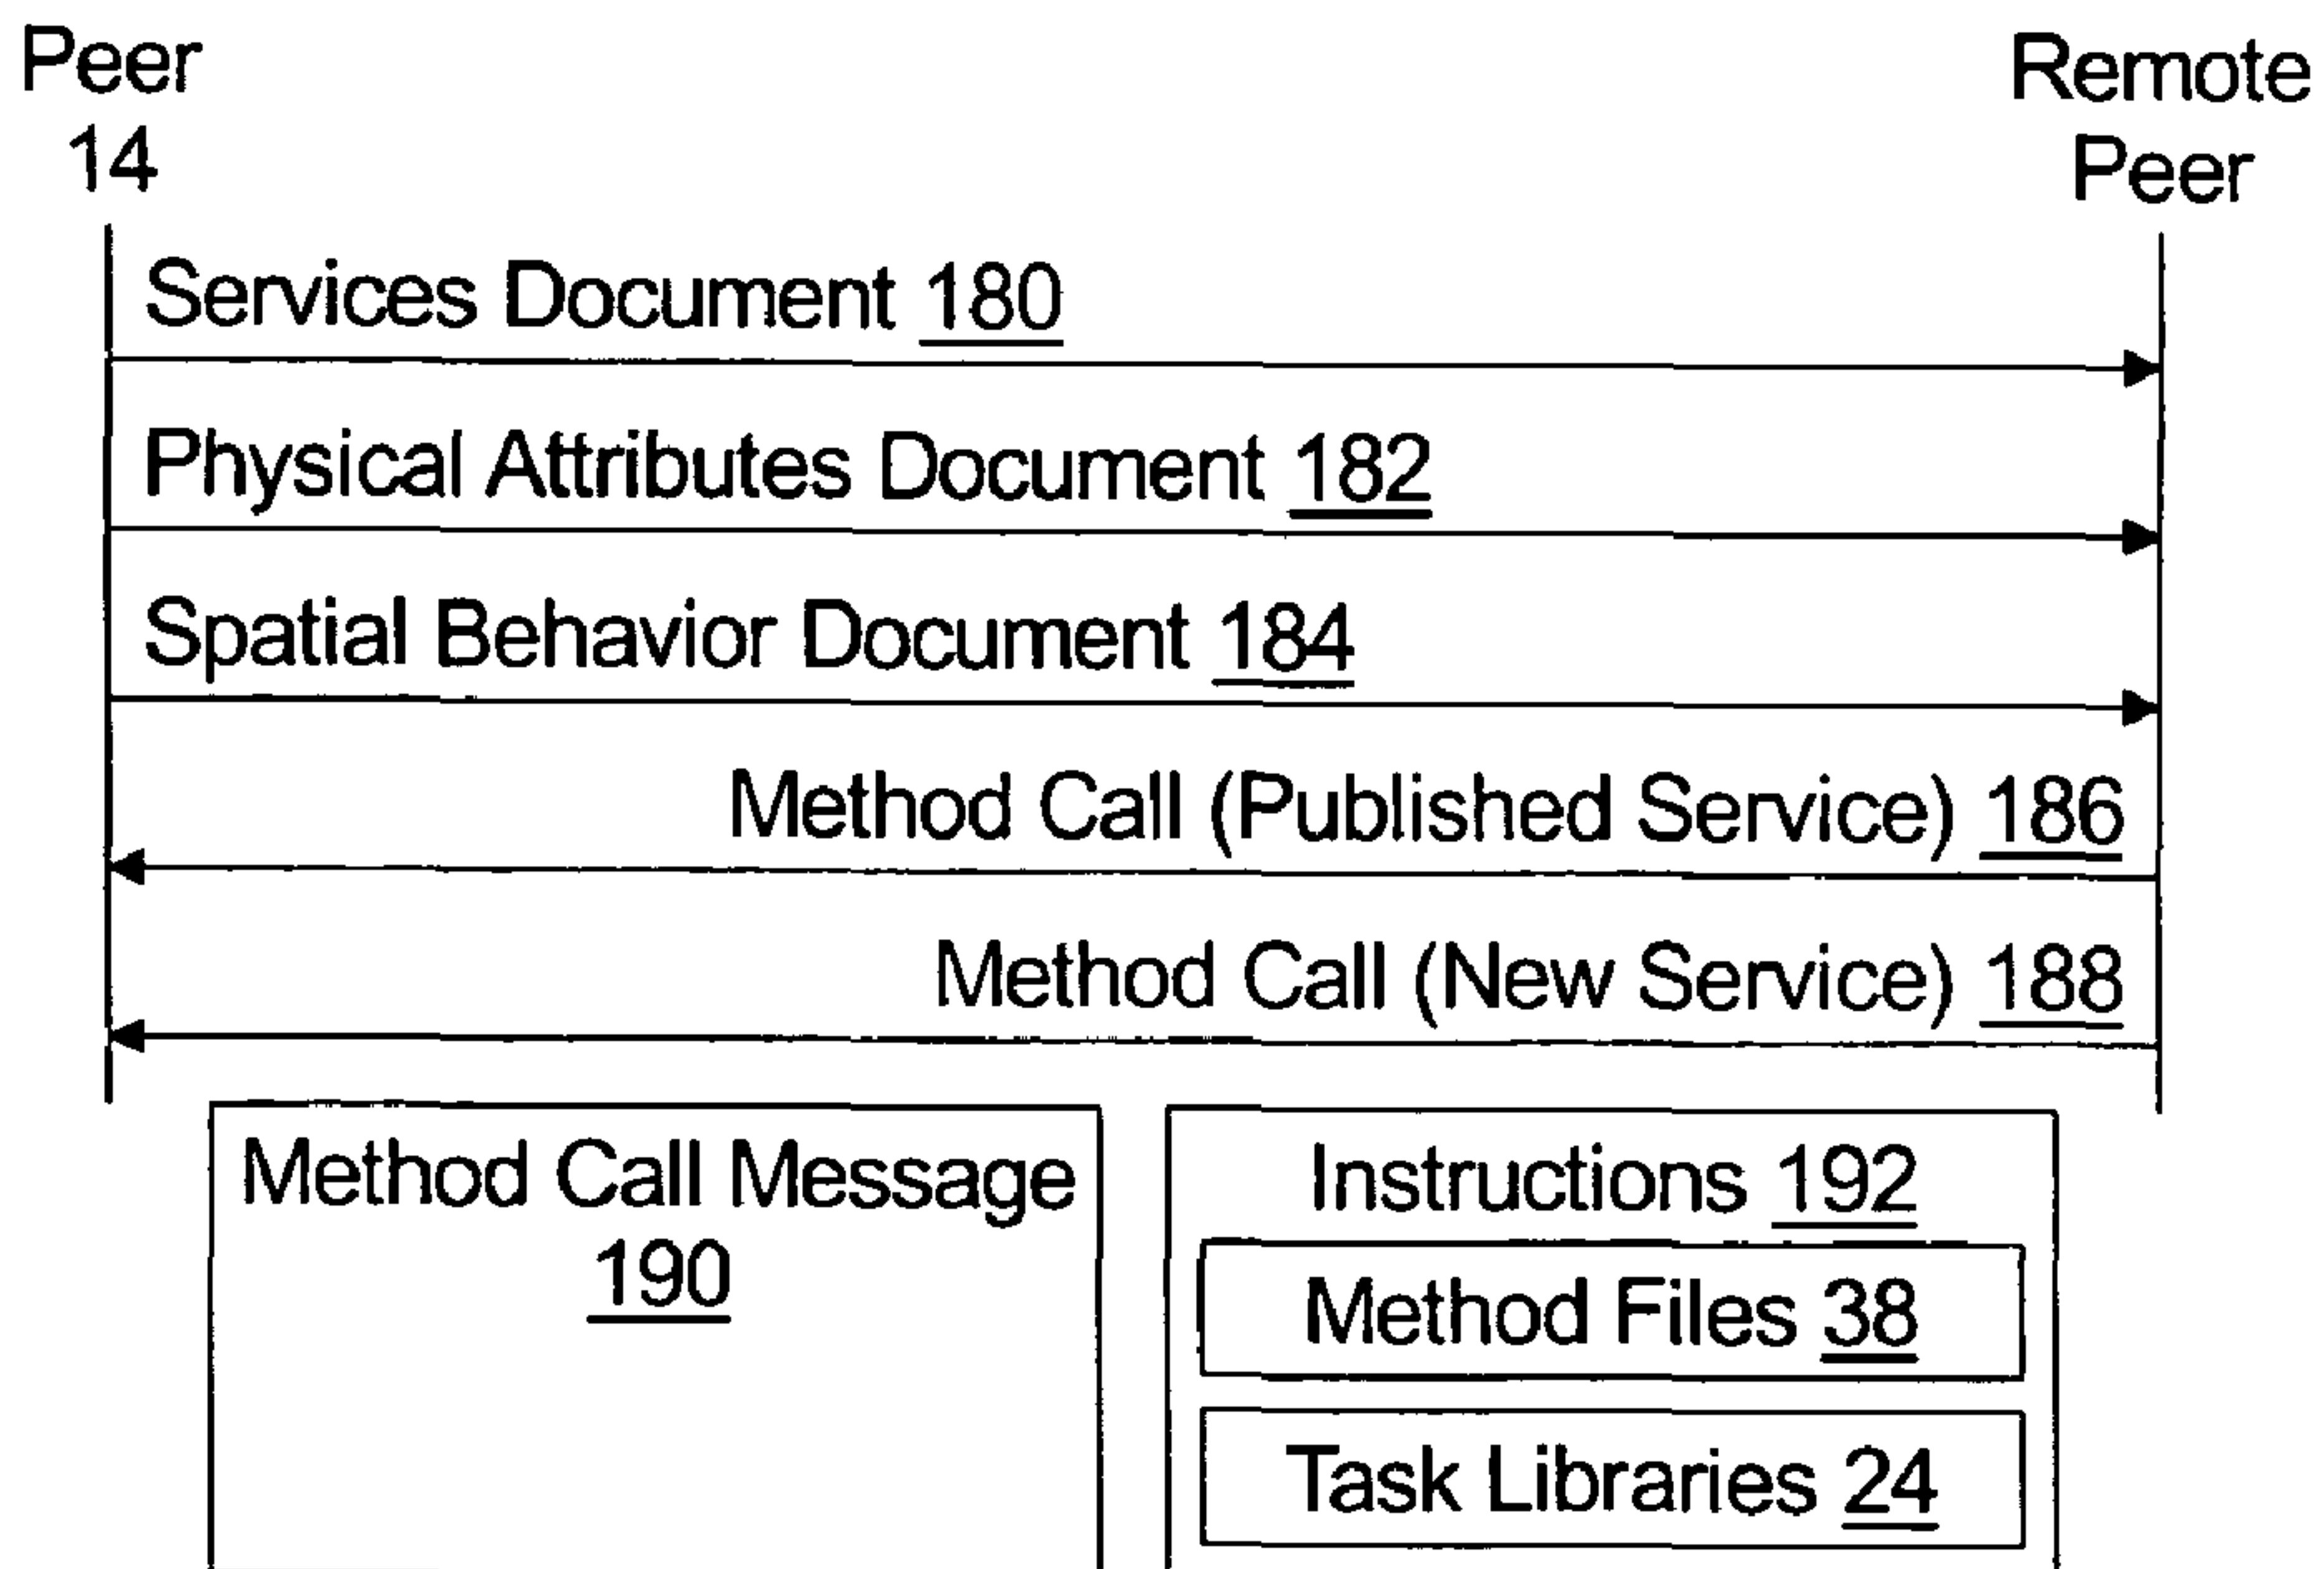 Peer
14
Remote
Peer
Services Document 180
Physical Attributes Document 182
Spatial Behavior Document 184
Method Call (Published Service) 186
Method Call (New Service) 188
Method Call Message
190
Instructions 192
Method Files 38
Task Libraries 24